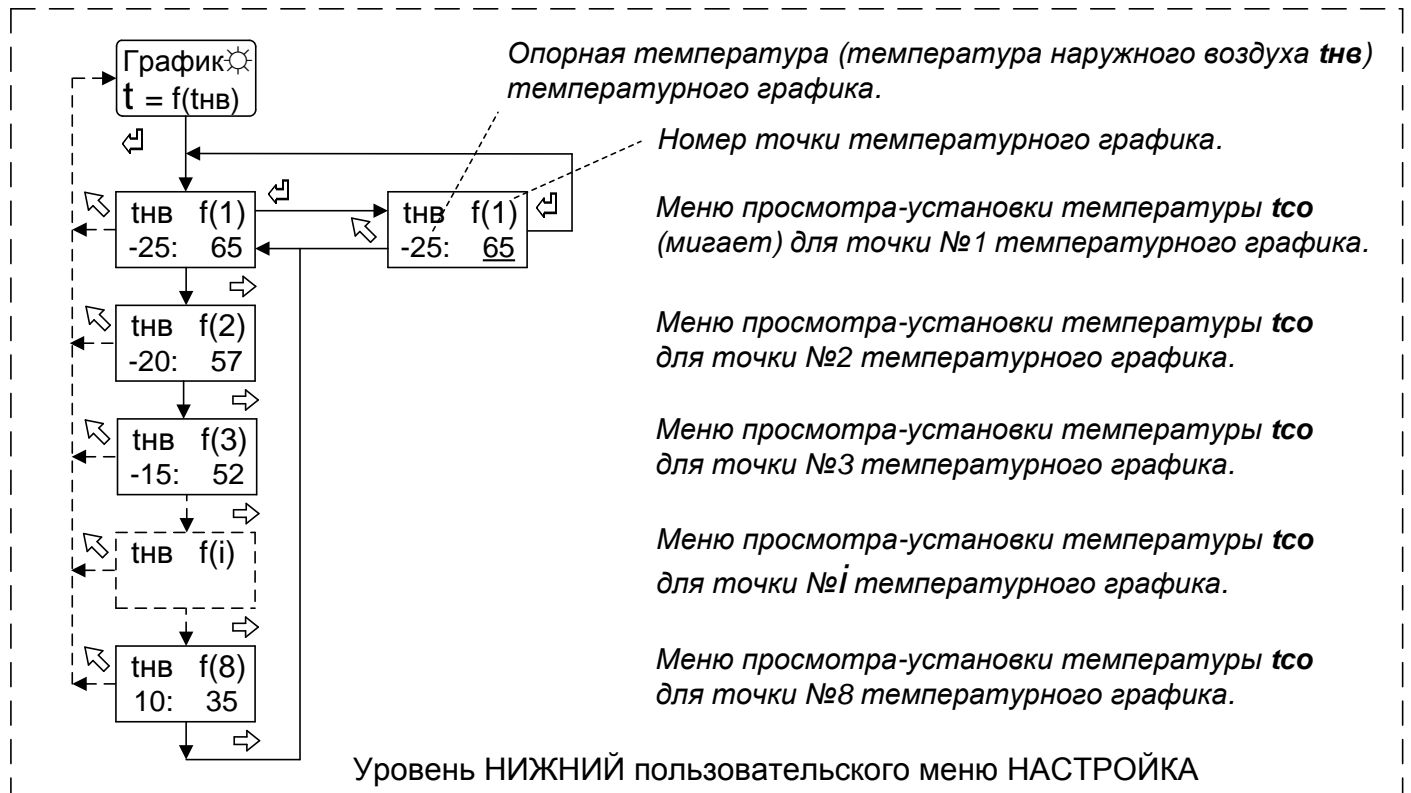 График☼
t = f(tнв)
Опорная температура (температура наружного воздуха tнв)
температурного графика.
Номер точки температурного графика.
tнв f(1)
-25: 65
tнв f(1)
-25: 65
Меню просмотра-установки температуры tсо
(мигает) для точки №1 температурного графика.
tнв f(2)
-20: 57
Меню просмотра-установки температуры tсо
для точки №2 температурного графика.
tнв f(3)
-15: 52
Меню просмотра-установки температуры tсо
для точки №3 температурного графика.
tнв f(i)
Меню просмотра-установки температуры tсо
для точки №i температурного графика.
tнв f(8)
10: 35
Меню просмотра-установки температуры tсо
для точки №8 температурного графика.
Уровень НИЖНИЙ пользовательского меню НАСТРОЙКА